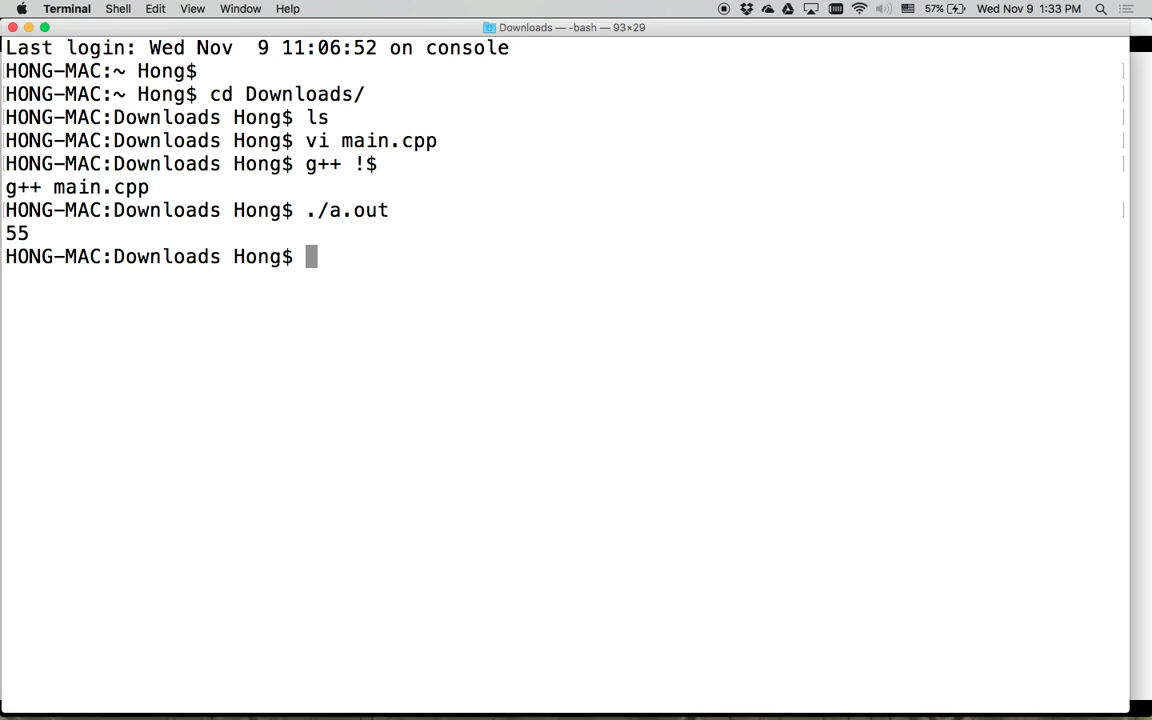 Terminal Shell Edit View Window Help 57% Wed Nov 9 1:33 PM
Downloads — -bash — 93×29
Last login: Wed Nov  9 11:06:52 on console
HONG-MAC:~ Hong$
HONG-MAC:~ Hong$ cd Downloads/
HONG-MAC:Downloads Hong$ ls
HONG-MAC:Downloads Hong$ vi main.cpp
HONG-MAC:Downloads Hong$ g++ !$
g++ main.cpp
HONG-MAC:Downloads Hong$ ./a.out
55
HONG-MAC:Downloads Hong$